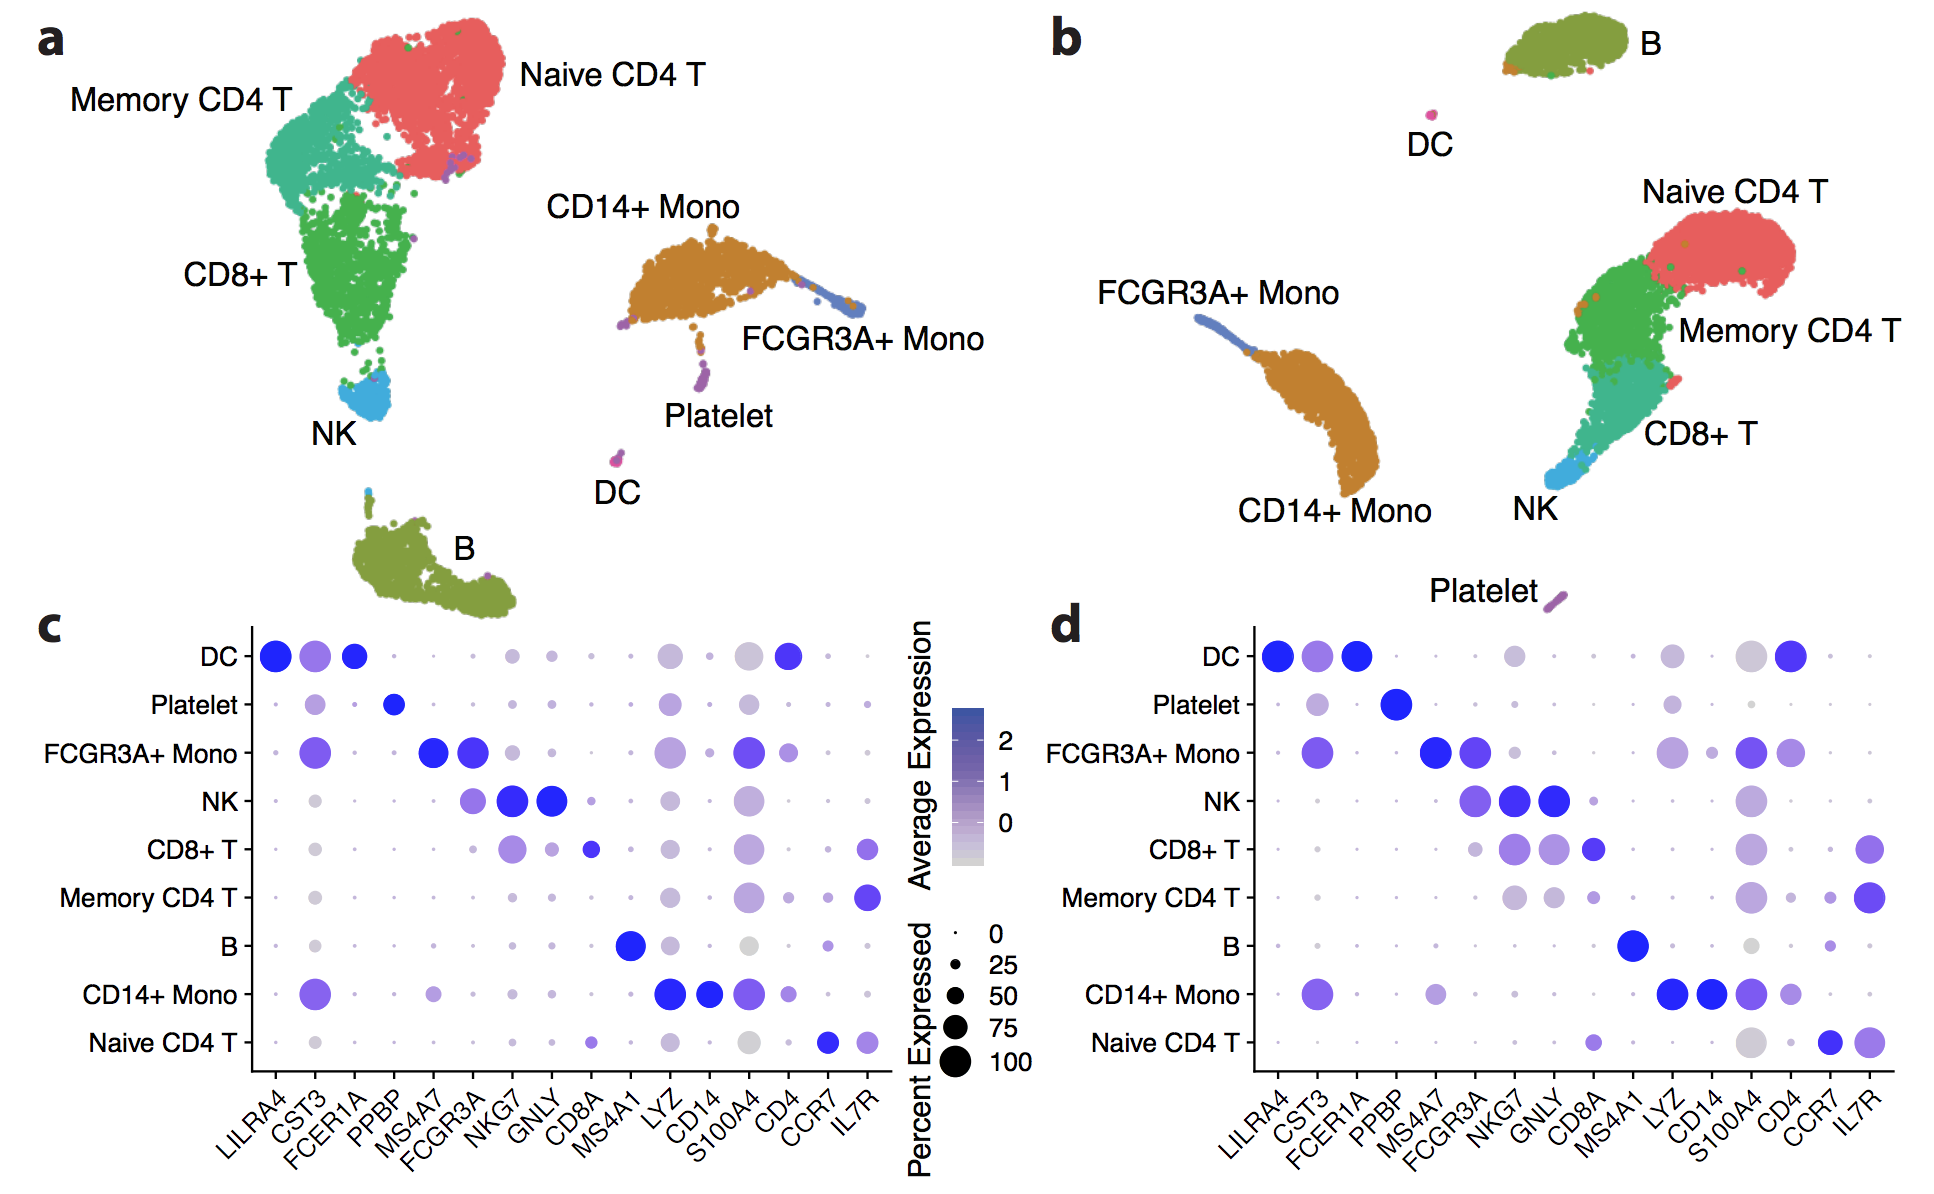 a
Naive CD4 T
Memory CD4 T
CD8+ T
NK
CD14+ Mono
FCGR3A+ Mono
Platelet
DC
B
b
B
DC
Naive CD4 T
FCGR3A+ Mono
Memory CD4 T
CD8+ T
CD14+ Mono
NK
Platelet
c
DC
Platelet
FCGR3A+ Mono
NK
CD8+ T
Memory CD4 T
B
CD14+ Mono
Naive CD4 T
LILRA4
CST3
FCER1A
PPBP
MS4A7
FCGR3A
NKG7
GNLY
CD8A
MS4A1
LYZ
CD14
S100A4
CD4
CCR7
IL7R
Average Expression
2
1
0
Percent Expressed
0
25
50
75
100
d
DC
Platelet
FCGR3A+ Mono
NK
CD8+ T
Memory CD4 T
B
CD14+ Mono
Naive CD4 T
LILRA4
CST3
FCER1A
PPBP
MS4A7
FCGR3A
NKG7
GNLY
CD8A
MS4A1
LYZ
CD14
S100A4
CD4
CCR7
IL7R